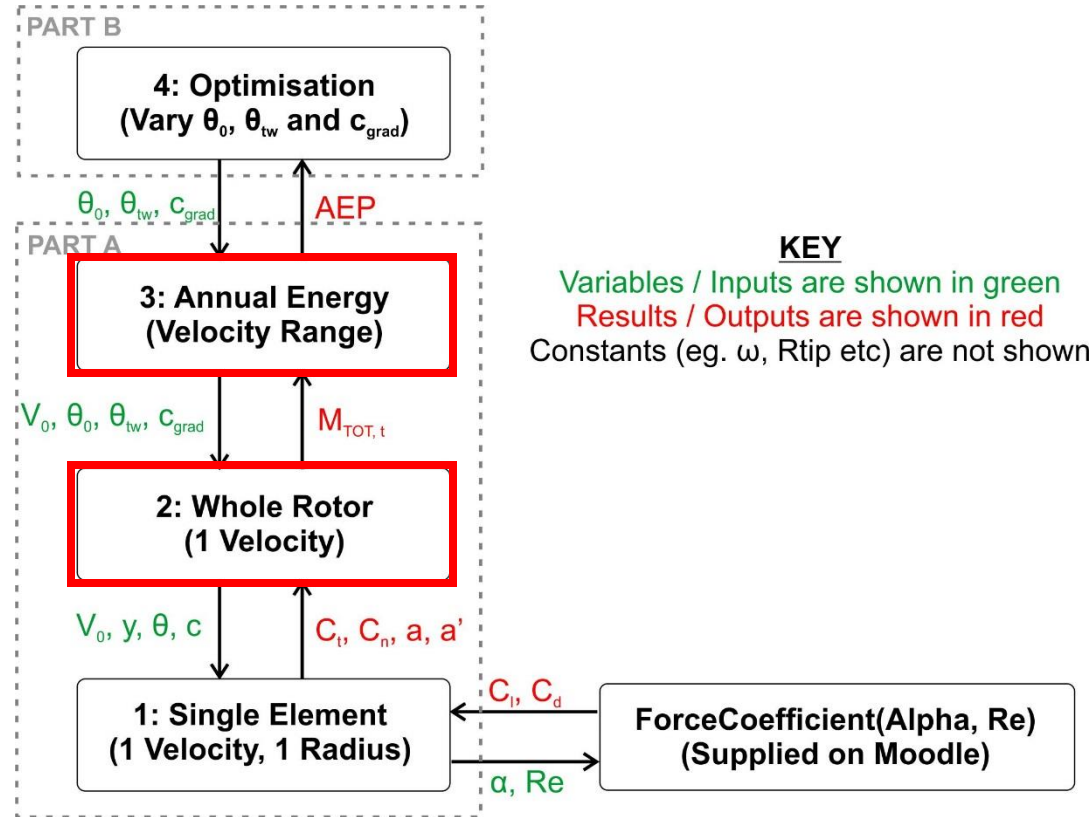 PART B
4: Optimisation
(Vary θ₀, θtw and cgrad)
θ₀, θtw, cgrad
AEP
PART A
3: Annual Energy
(Velocity Range)
V₀, θ₀, θtw, cgrad
MTOT, t
2: Whole Rotor
(1 Velocity)
V₀, y, θ, c
Ct, Cn, a, a’
1: Single Element
(1 Velocity, 1 Radius)
Cl, Cd
α, Re
ForceCoefficient(Alpha, Re)
(Supplied on Moodle)
KEY
Variables / Inputs are shown in green
Results / Outputs are shown in red
Constants (eg. ω, Rtip etc) are not shown